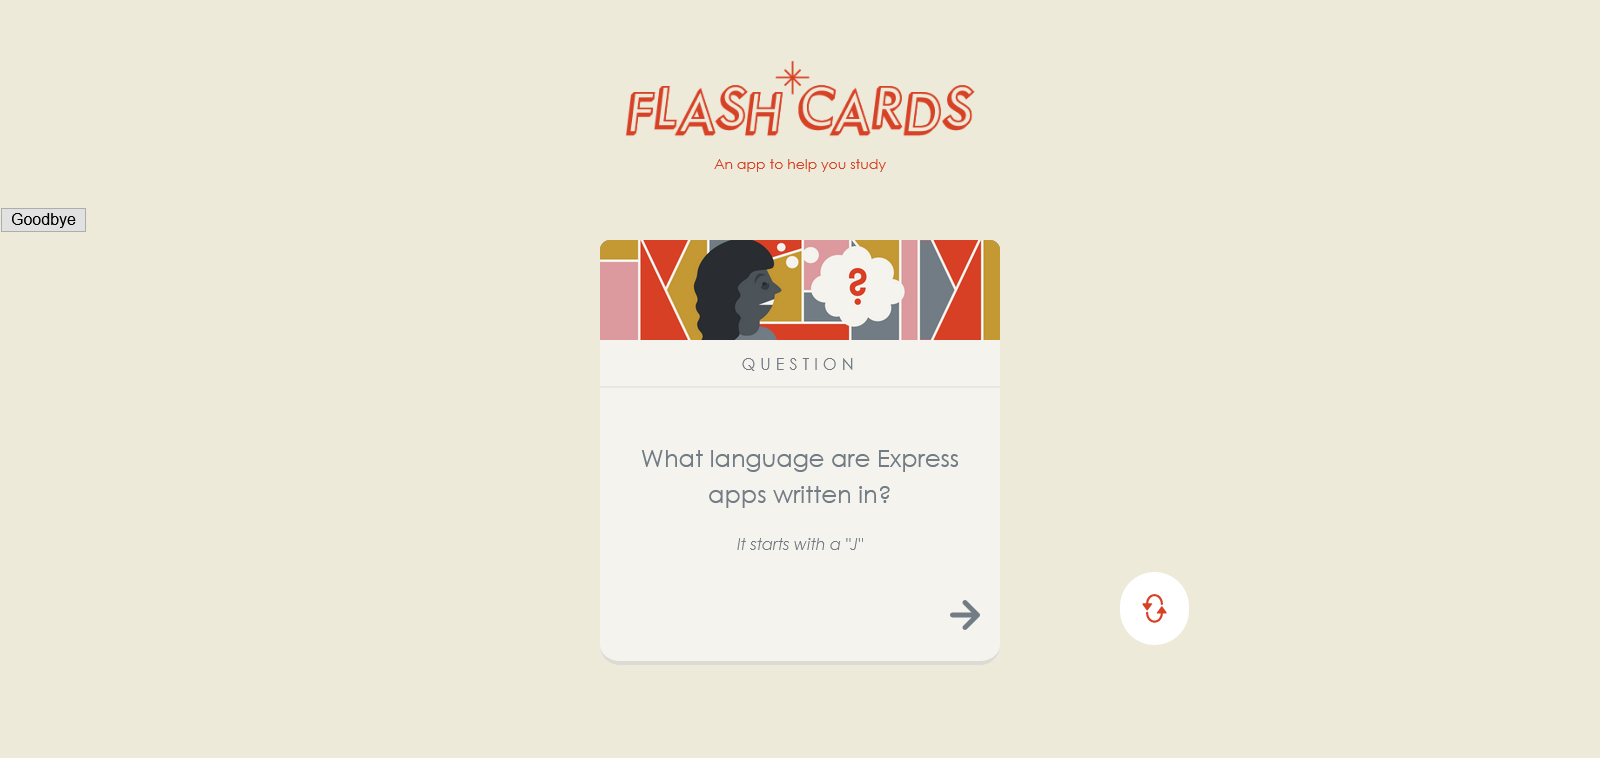 FLASH CARDS
An app to help you study
Goodbye
?
QUESTION
What language are Express
apps written in?
It starts with a "J"